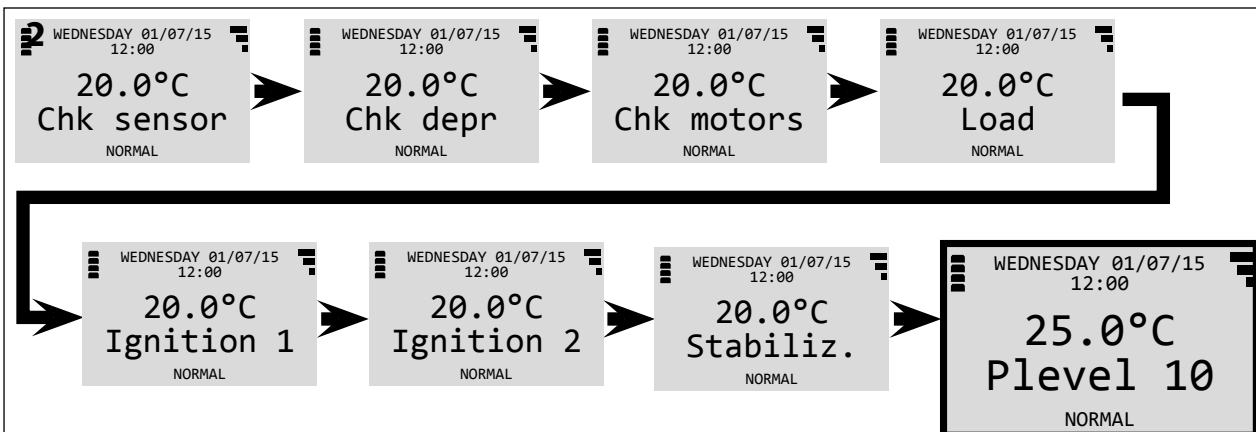 2
WEDNESDAY 01/07/15
12:00
20.0°C
Chk sensor
NORMAL
WEDNESDAY 01/07/15
12:00
20.0°C
Chk depr
NORMAL
WEDNESDAY 01/07/15
12:00
20.0°C
Chk motors
NORMAL
WEDNESDAY 01/07/15
12:00
20.0°C
Load
NORMAL
WEDNESDAY 01/07/15
12:00
20.0°C
Ignition 1
NORMAL
WEDNESDAY 01/07/15
12:00
20.0°C
Ignition 2
NORMAL
WEDNESDAY 01/07/15
12:00
20.0°C
Stabiliz.
NORMAL
WEDNESDAY 01/07/15
12:00
25.0°C
Plevel 10
NORMAL